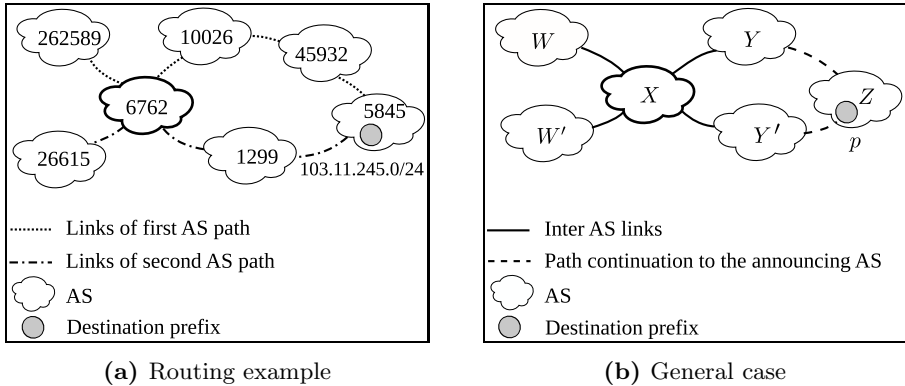 262589
10026
45932
6762
5845
26615
1299
103.11.245.0/24
Links of first AS path
Links of second AS path
AS
Destination prefix
(a) Routing example
W
Y
X
Z
W′
Y′
p
Inter AS links
Path continuation to the announcing AS
AS
Destination prefix
(b) General case